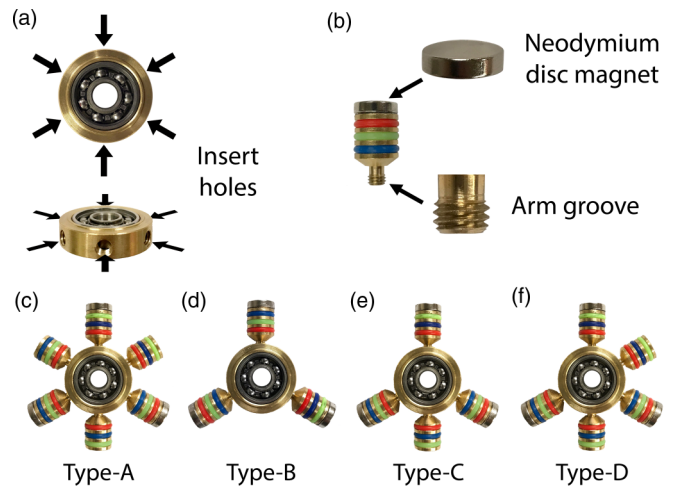 (a)
(b)
Neodymium
disc magnet
Insert
holes
Arm groove
(c)
(d)
(e)
(f)
Type-A
Type-B
Type-C
Type-D